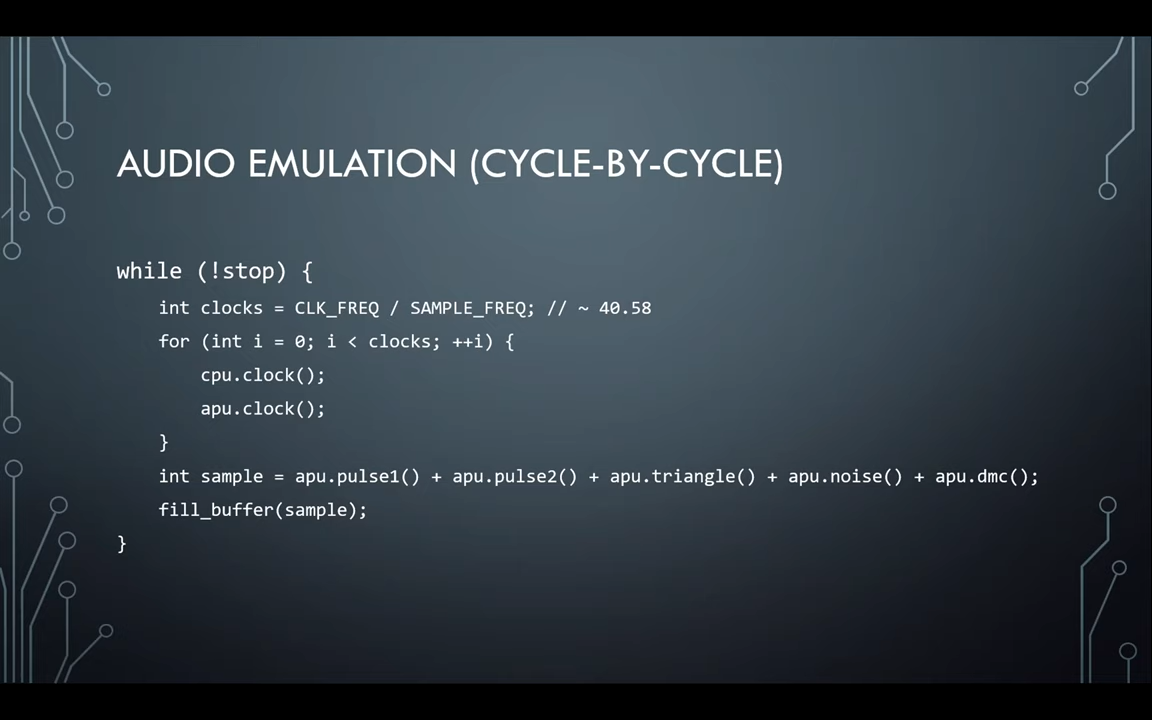 AUDIO EMULATION (CYCLE-BY-CYCLE)
while (!stop) {
int clocks = CLK_FREQ / SAMPLE_FREQ; // ~ 40.58
for (int i = 0; i < clocks; ++i) {
cpu.clock();
apu.clock();
}
int sample = apu.pulse1() + apu.pulse2() + apu.triangle() + apu.noise() + apu.dmc();
fill_buffer(sample);
}